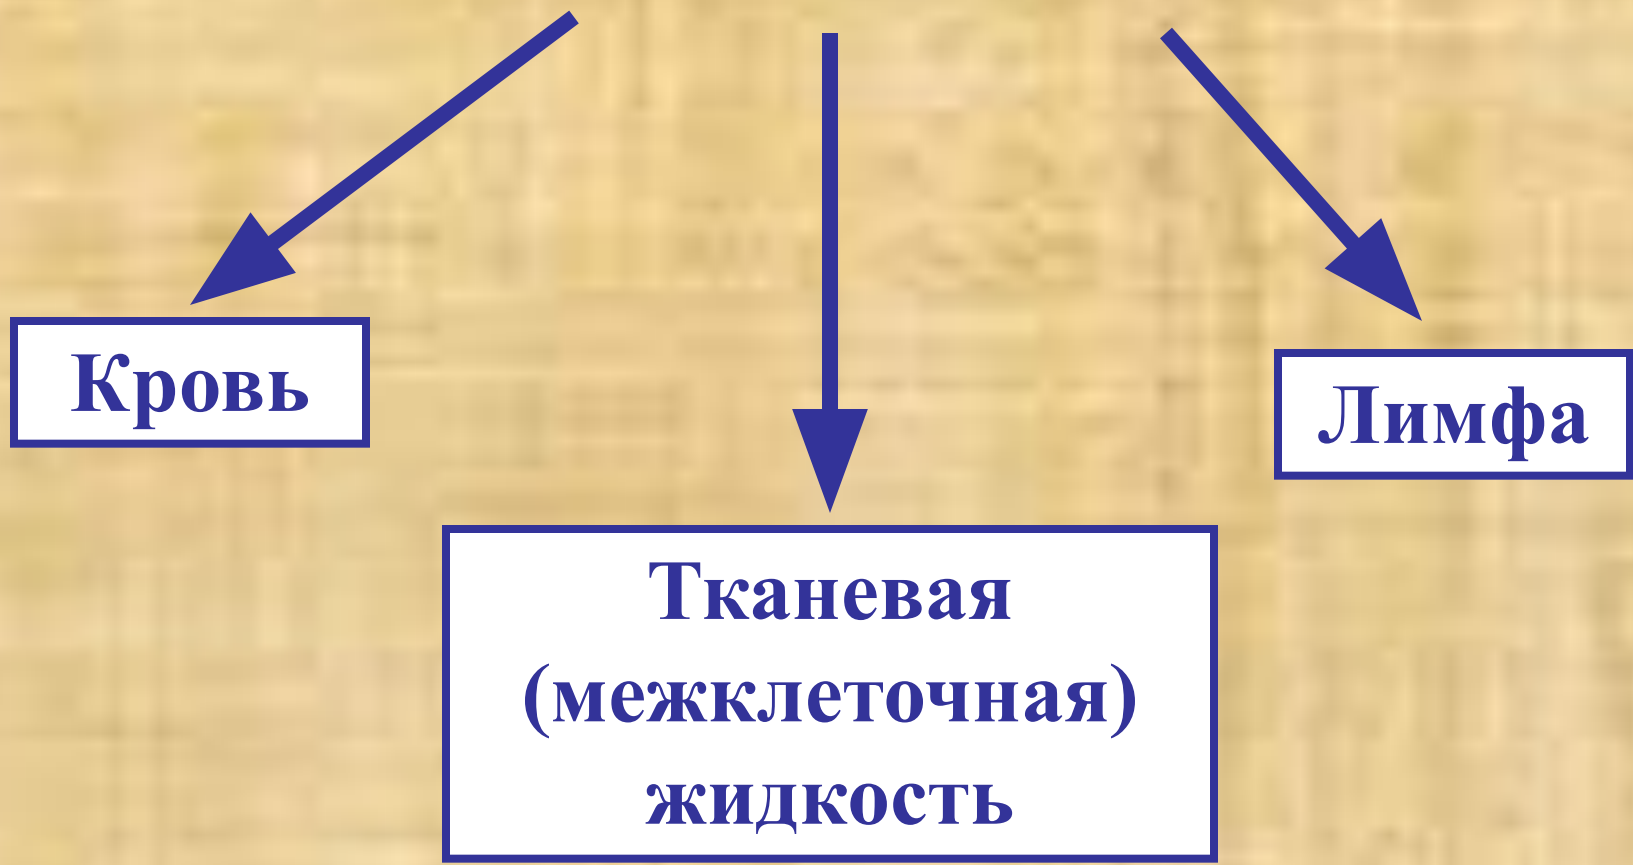 Кровь
Лимфа
Тканевая
(межклеточная)
жидкость